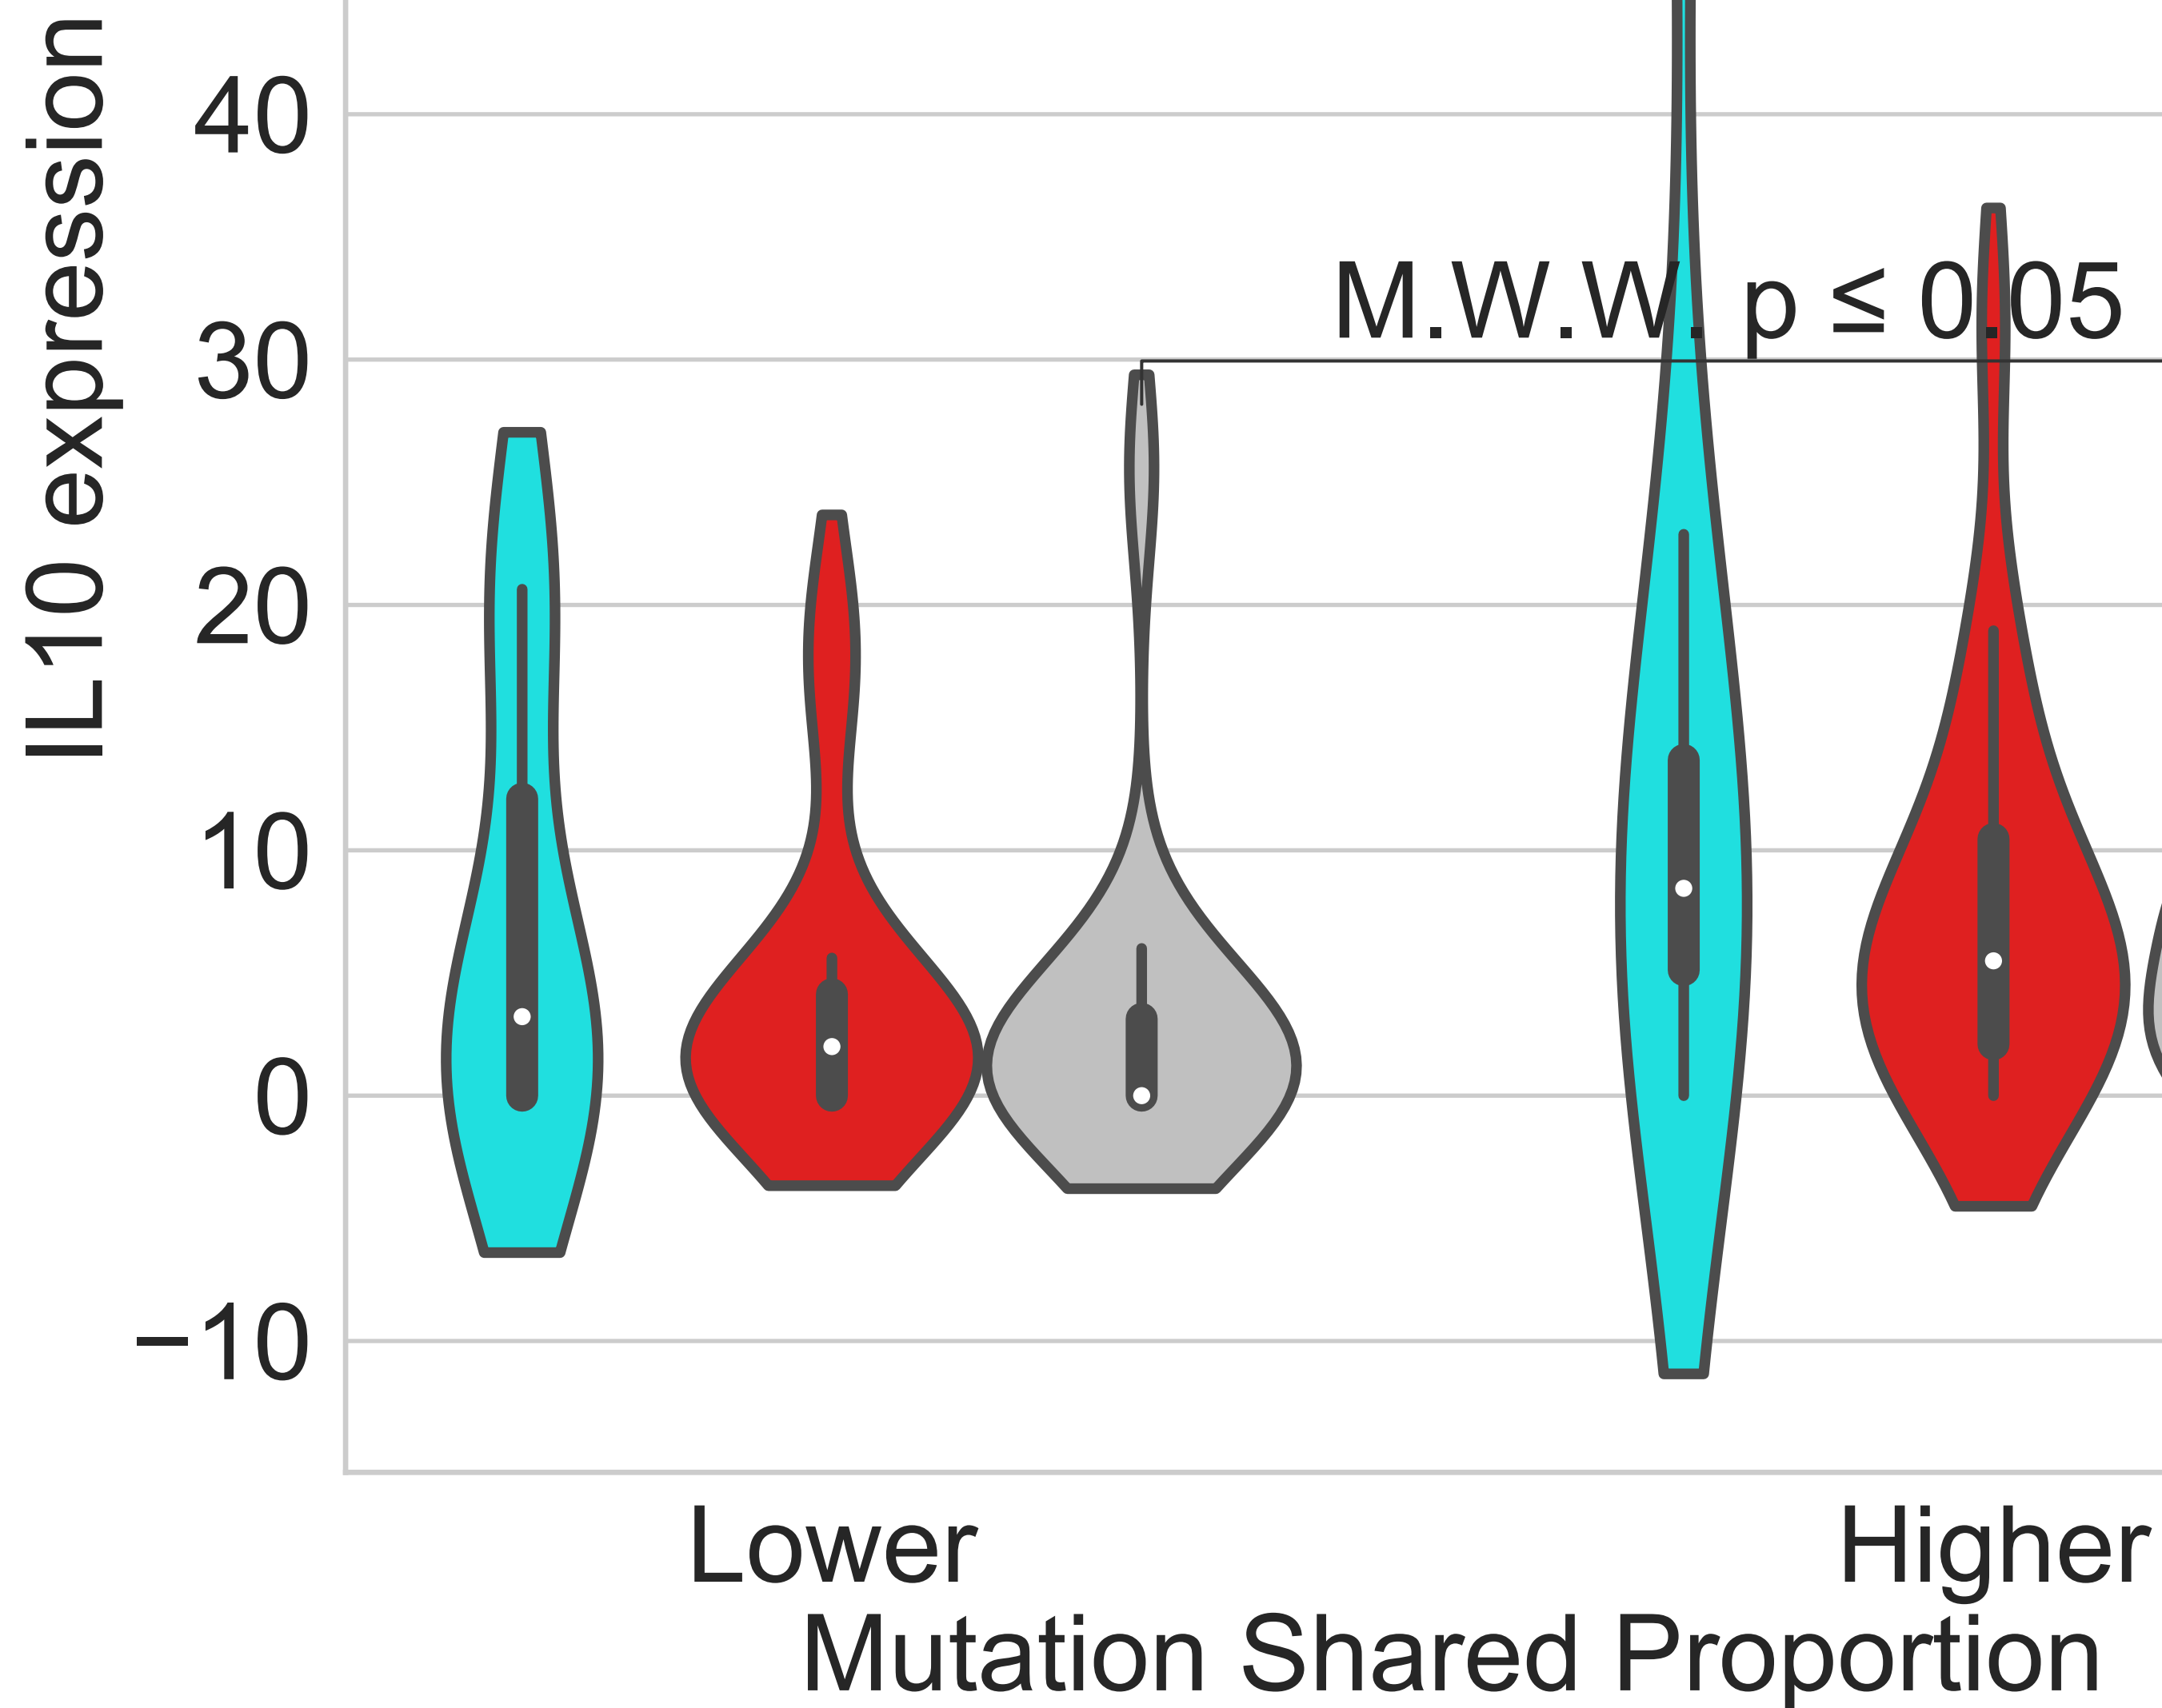 IL10 expression
40
30
20
10
0
−10
M.W.W. p ≤ 0.05
Lower
Higher
Mutation Shared Proportion